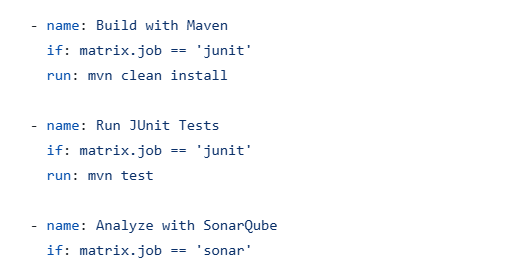 - name: Build with Maven
  if: matrix.job == 'junit'
  run: mvn clean install

- name: Run JUnit Tests
  if: matrix.job == 'junit'
  run: mvn test

- name: Analyze with SonarQube
  if: matrix.job == 'sonar'